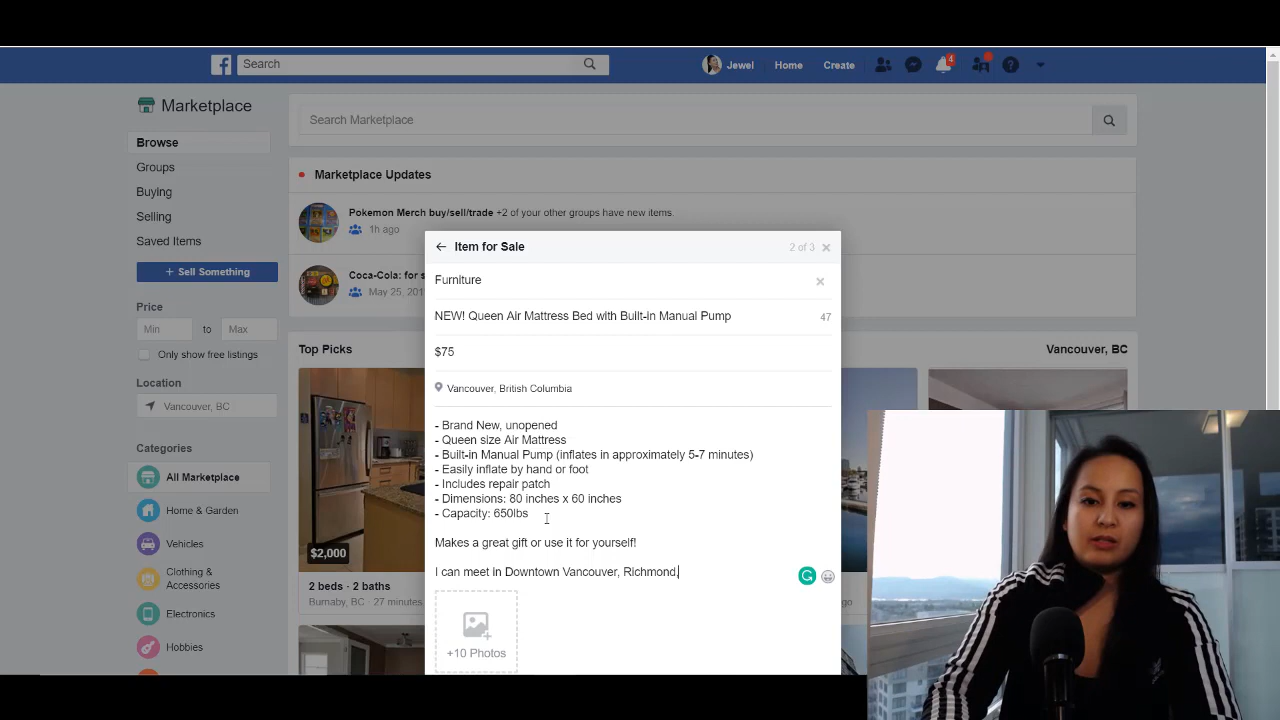 Search
Jewel
Home
Create
4
Marketplace
Search Marketplace
Browse
Groups
Buying
Selling
Saved Items
+ Sell Something
Price
Min
to
Max
Only show free listings
Location
Vancouver, BC
Categories
All Marketplace
Home & Garden
Vehicles
Clothing &
Accessories
Electronics
Hobbies
Marketplace Updates
Pokemon Merch buy/sell/trade +2 of your other groups have new items.
1h ago
Coca-Cola: for s
May 25, 201
Top Picks
Vancouver, BC
$2,000
2 beds · 2 baths
Burnaby, BC · 27 minutes
ago
Item for Sale
2 of 3
Furniture
NEW! Queen Air Mattress Bed with Bullt-in Manual Pump
47
$75
Vancouver, British Columbia
- Brand New, unopened
- Queen size Air Mattress
- Built-in Manual Pump (inflates in approximately 5-7 minutes)
- Easily inflate by hand or foot
- Includes repair patch
- Dimensions: 80 inches x 60 inches
- Capacity: 650lbs
Makes a great gift or use it for yourself!
I can meet in Downtown Vancouver, Richmond,
+10 Photos